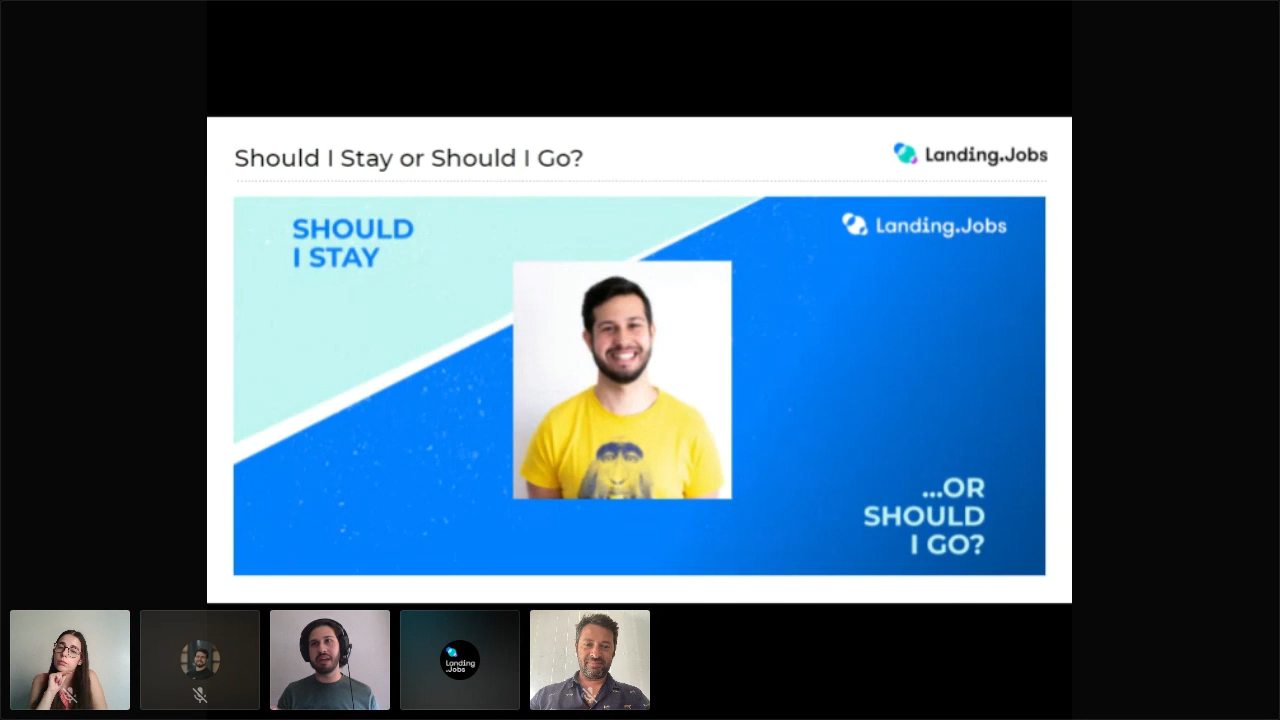 Should I Stay or Should I Go?
Landing.Jobs
SHOULD
I STAY
Landing.Jobs
...OR
SHOULD
I GO?
Landing
.Jobs